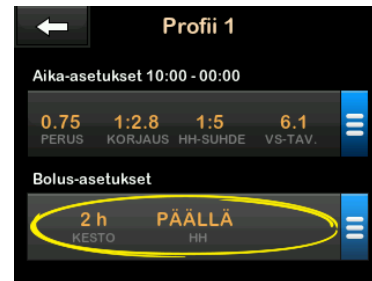 Profii 1
Aika-asetukset 10:00 - 00:00
0.75 1:2.8 1:5 6.1
PERUS KORJAUS HH-SUHDE VS-TAV.
Bolus-asetukset
2 h PÄÄLLÄ
KESTO HH